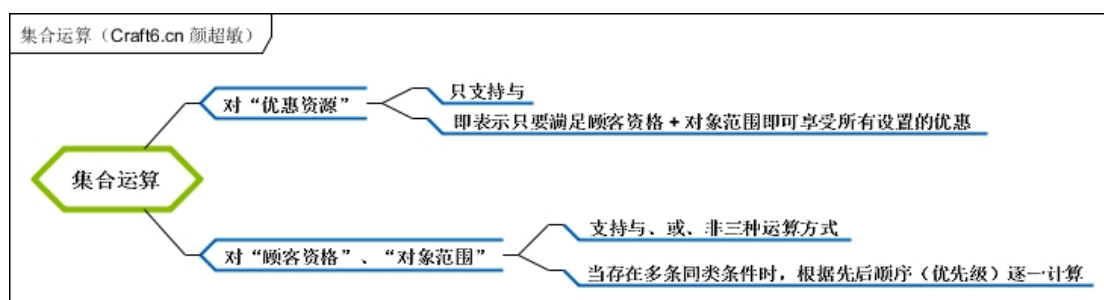 集合运算（Craft6.cn 颜超敏）
对“优惠资源”
只支持与
即表示只要满足顾客资格+对象范围即可享受所有设置的优惠
集合运算
对“顾客资格”、“对象范围”
支持与、或、非三种运算方式
当存在多条同类条件时，根据先后顺序（优先级）逐一计算